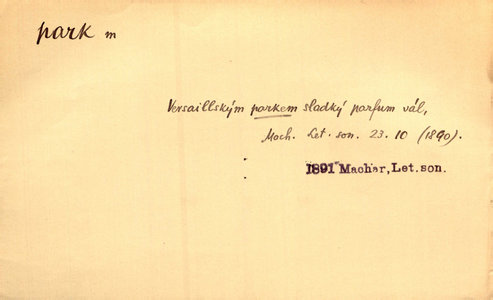 park m
Versaillským parkem sladký parfum vál,
Mach. Let. son. 23. 10 (1890).
1891 Machar, Let. son.